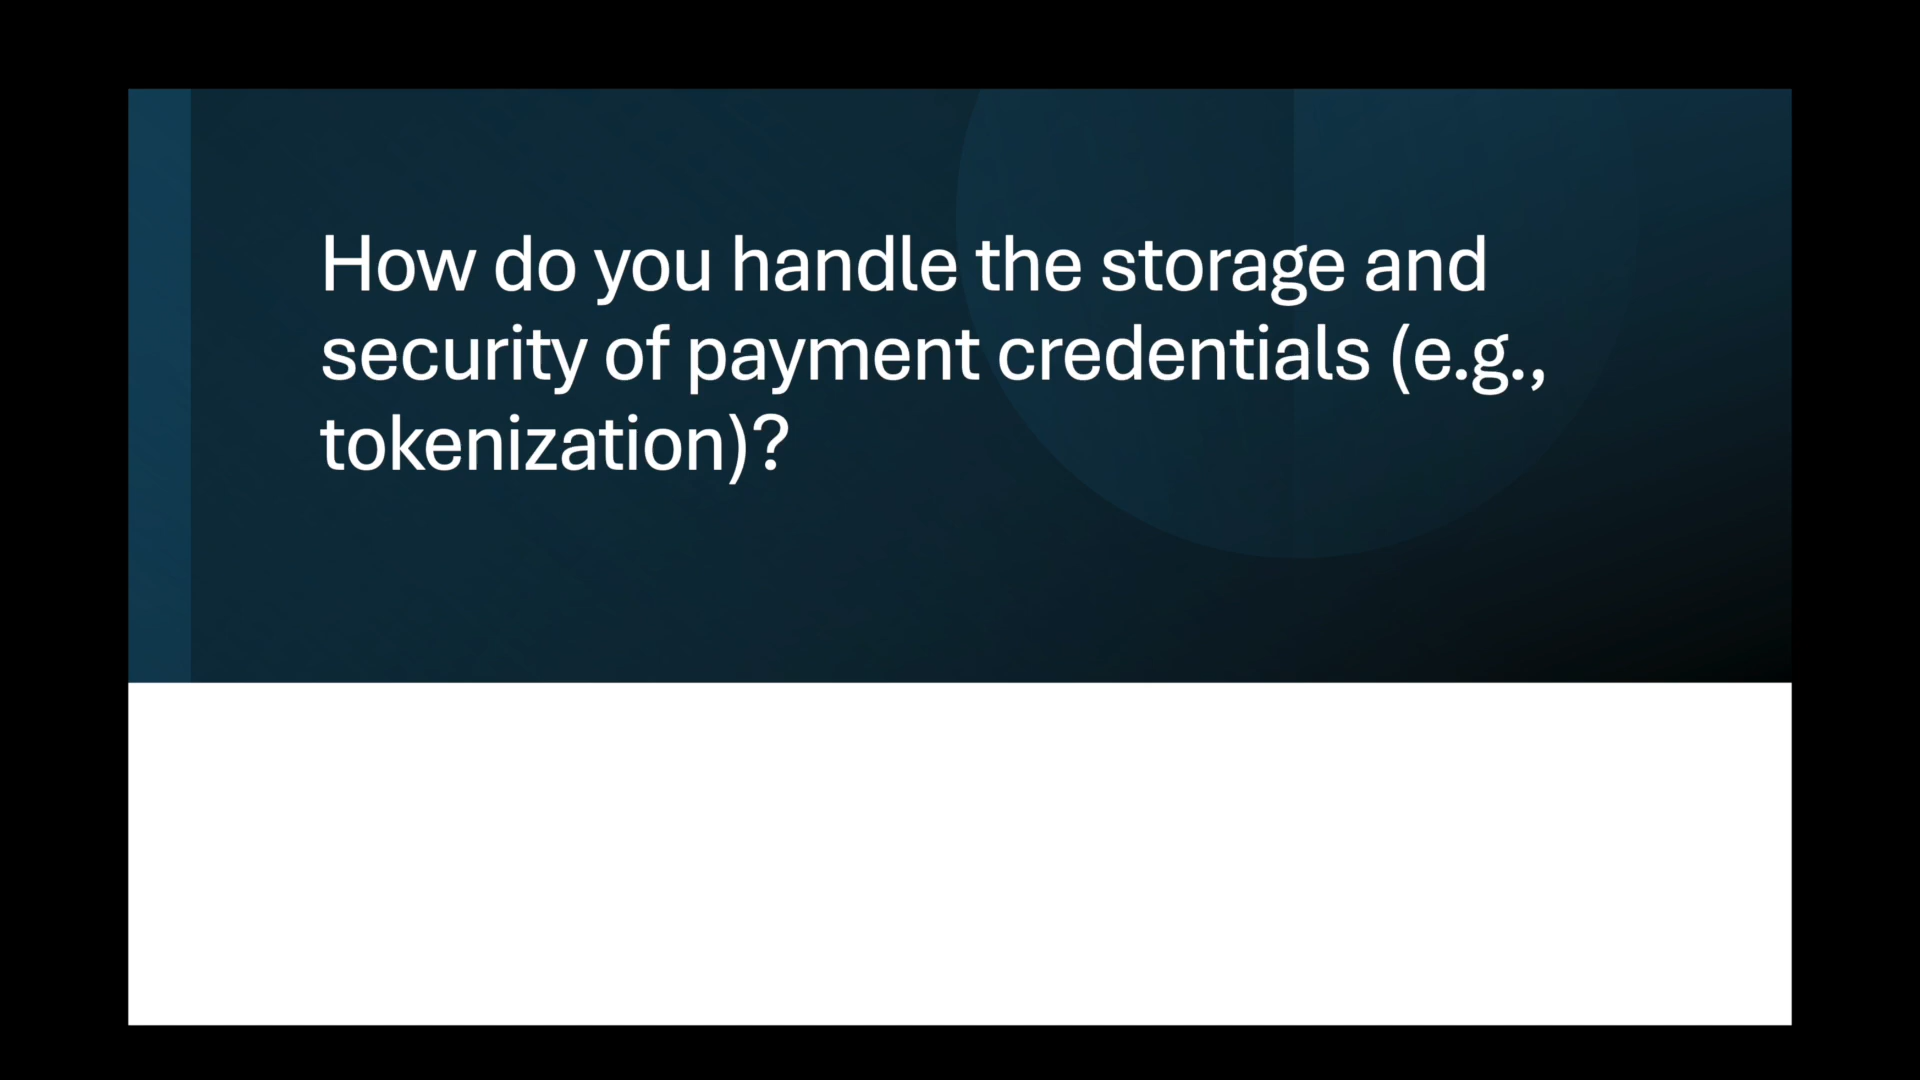 How do you handle the storage and
security of payment credentials (e.g.,
tokenization)?